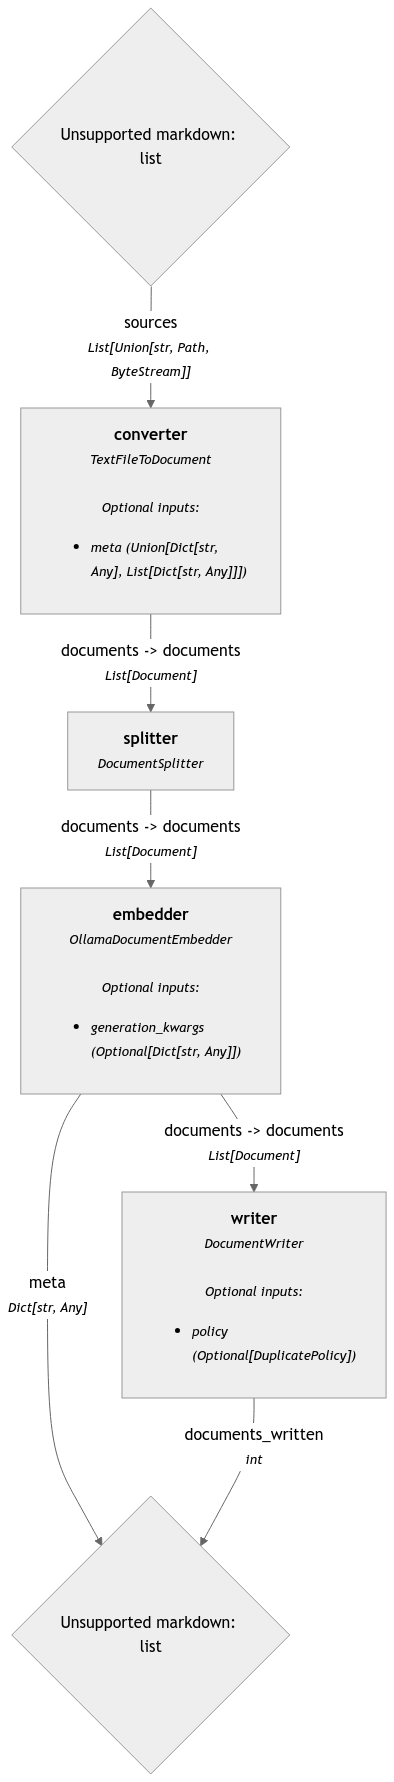 Unsupported markdown:
list
sources
List[Union[str, Path,
ByteStream]]
converter
TextFileToDocument
Optional inputs:
• meta (Union[Dict[str,
Any], List[Dict[str, Any]]])
documents -> documents
List[Document]
splitter
DocumentSplitter
documents -> documents
List[Document]
embedder
OllamaDocumentEmbedder
Optional inputs:
• generation_kwargs
(Optional[Dict[str, Any]])
documents -> documents
List[Document]
writer
DocumentWriter
Optional inputs:
• policy
(Optional[DuplicatePolicy])
meta
Dict[str, Any]
documents_written
int
Unsupported markdown:
list